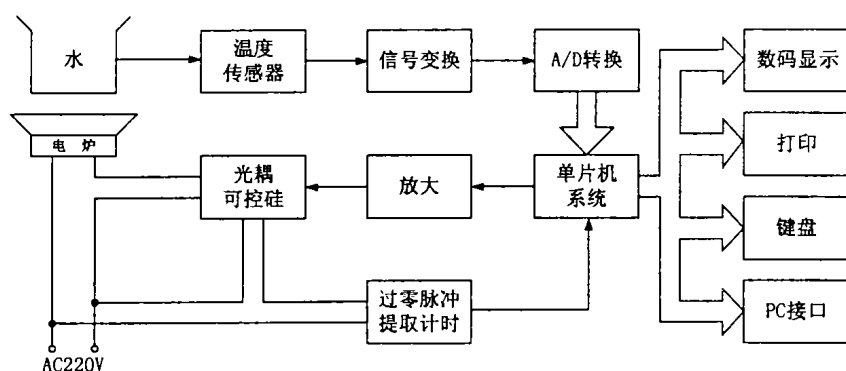 水
温度
传感器
信号变换
A/D转换
数码显示
电 炉
光耦
可控硅
放大
单片机
系统
打印
键盘
过零脉冲
提取计时
PC接口
AC220V